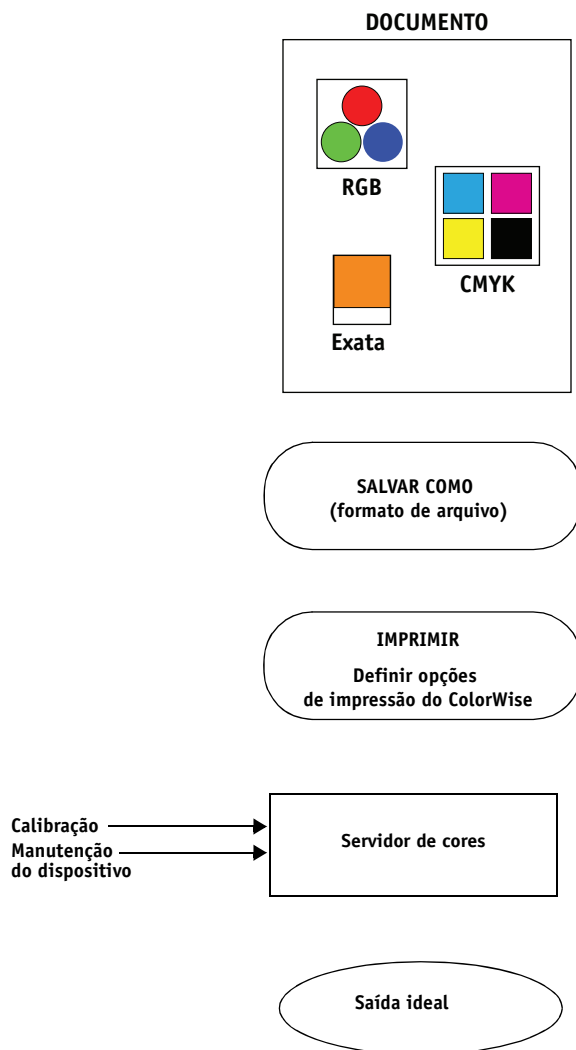 DOCUMENTO
RGB
CMYK
Exata
SALVAR COMO
(formato de arquivo)
IMPRIMIR
Definir opções
de impressão do ColorWise
Calibração
Manutenção
do dispositivo
Servidor de cores
Saída ideal